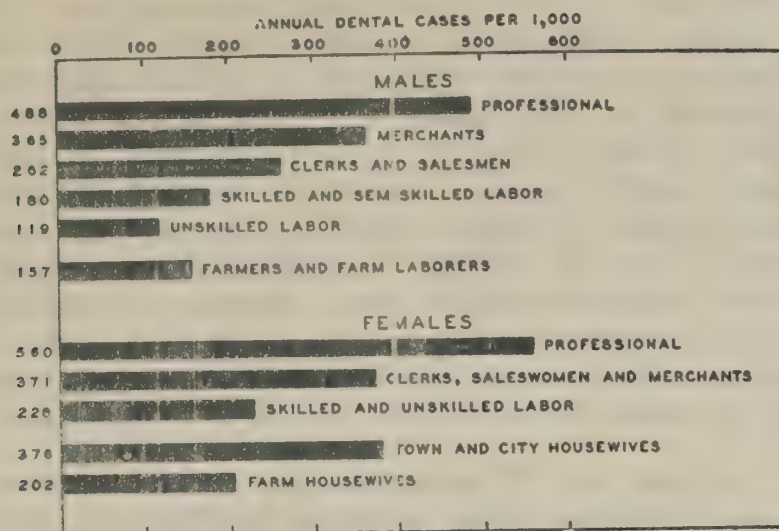 ANNUAL DENTAL CASES PER 1,000
0 100 200 300 400 500 600
MALES
488 PROFESSIONAL
365 MERCHANTS
262 CLERKS AND SALESMEN
180 SKILLED AND SEM SKILLED LABOR
119 UNSKILLED LABOR
157 FARMERS AND FARM LABORERS
FEMALES
560 PROFESSIONAL
371 CLERKS, SALESWOMEN AND MERCHANTS
228 SKILLED AND UNSKILLED LABOR
378 TOWN AND CITY HOUSEWIVES
202 FARM HOUSEWIVES